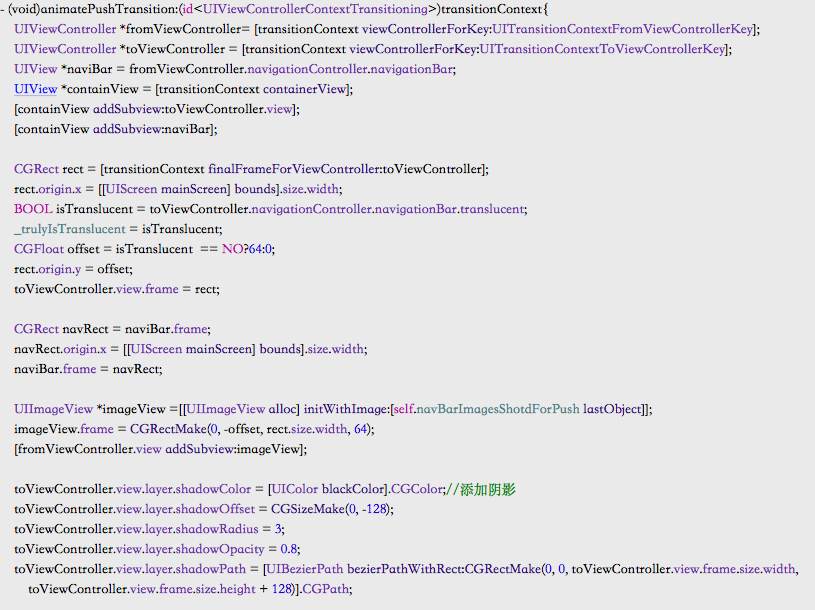 - (void)animatePushTransition:(id<UIViewControllerContextTransitioning>)transitionContext{
UIViewController *fromViewController= [transitionContext viewControllerForKey:UITransitionContextFromViewControllerKey];
UIViewController *toViewController = [transitionContext viewControllerForKey:UITransitionContextToViewControllerKey];
UIView *naviBar = fromViewController.navigationController.navigationBar;
UIView *containView = [transitionContext containerView];
[containView addSubview:toViewController.view];
[containView addSubview:naviBar];
CGRect rect = [transitionContext finalFrameForViewController:toViewController];
rect.origin.x = [[UIScreen mainScreen] bounds].size.width;
BOOL isTranslucent = toViewController.navigationController.navigationBar.translucent;
_trulyIsTranslucent = isTranslucent;
CGFloat offset = isTranslucent == NO?64:0;
rect.origin.y = offset;
toViewController.view.frame = rect;
CGRect navRect = naviBar.frame;
navRect.origin.x = [[UIScreen mainScreen] bounds].size.width;
naviBar.frame = navRect;
UIImageView *imageView =[[UIImageView alloc] initWithImage:[self.navBarImagesShotdForPush lastObject]];
imageView.frame = CGRectMake(0, -offset, rect.size.width, 64);
[fromViewController.view addSubview:imageView];
toViewController.view.layer.shadowColor = [UIColor blackColor].CGColor;//添加阴影
toViewController.view.layer.shadowOffset = CGSizeMake(0, -128);
toViewController.view.layer.shadowRadius = 3;
toViewController.view.layer.shadowOpacity = 0.8;
toViewController.view.layer.shadowPath = [UIBezierPath bezierPathWithRect:CGRectMake(0, 0, toViewController.view.frame.size.width,
toViewController.view.frame.size.height + 128)].CGPath;